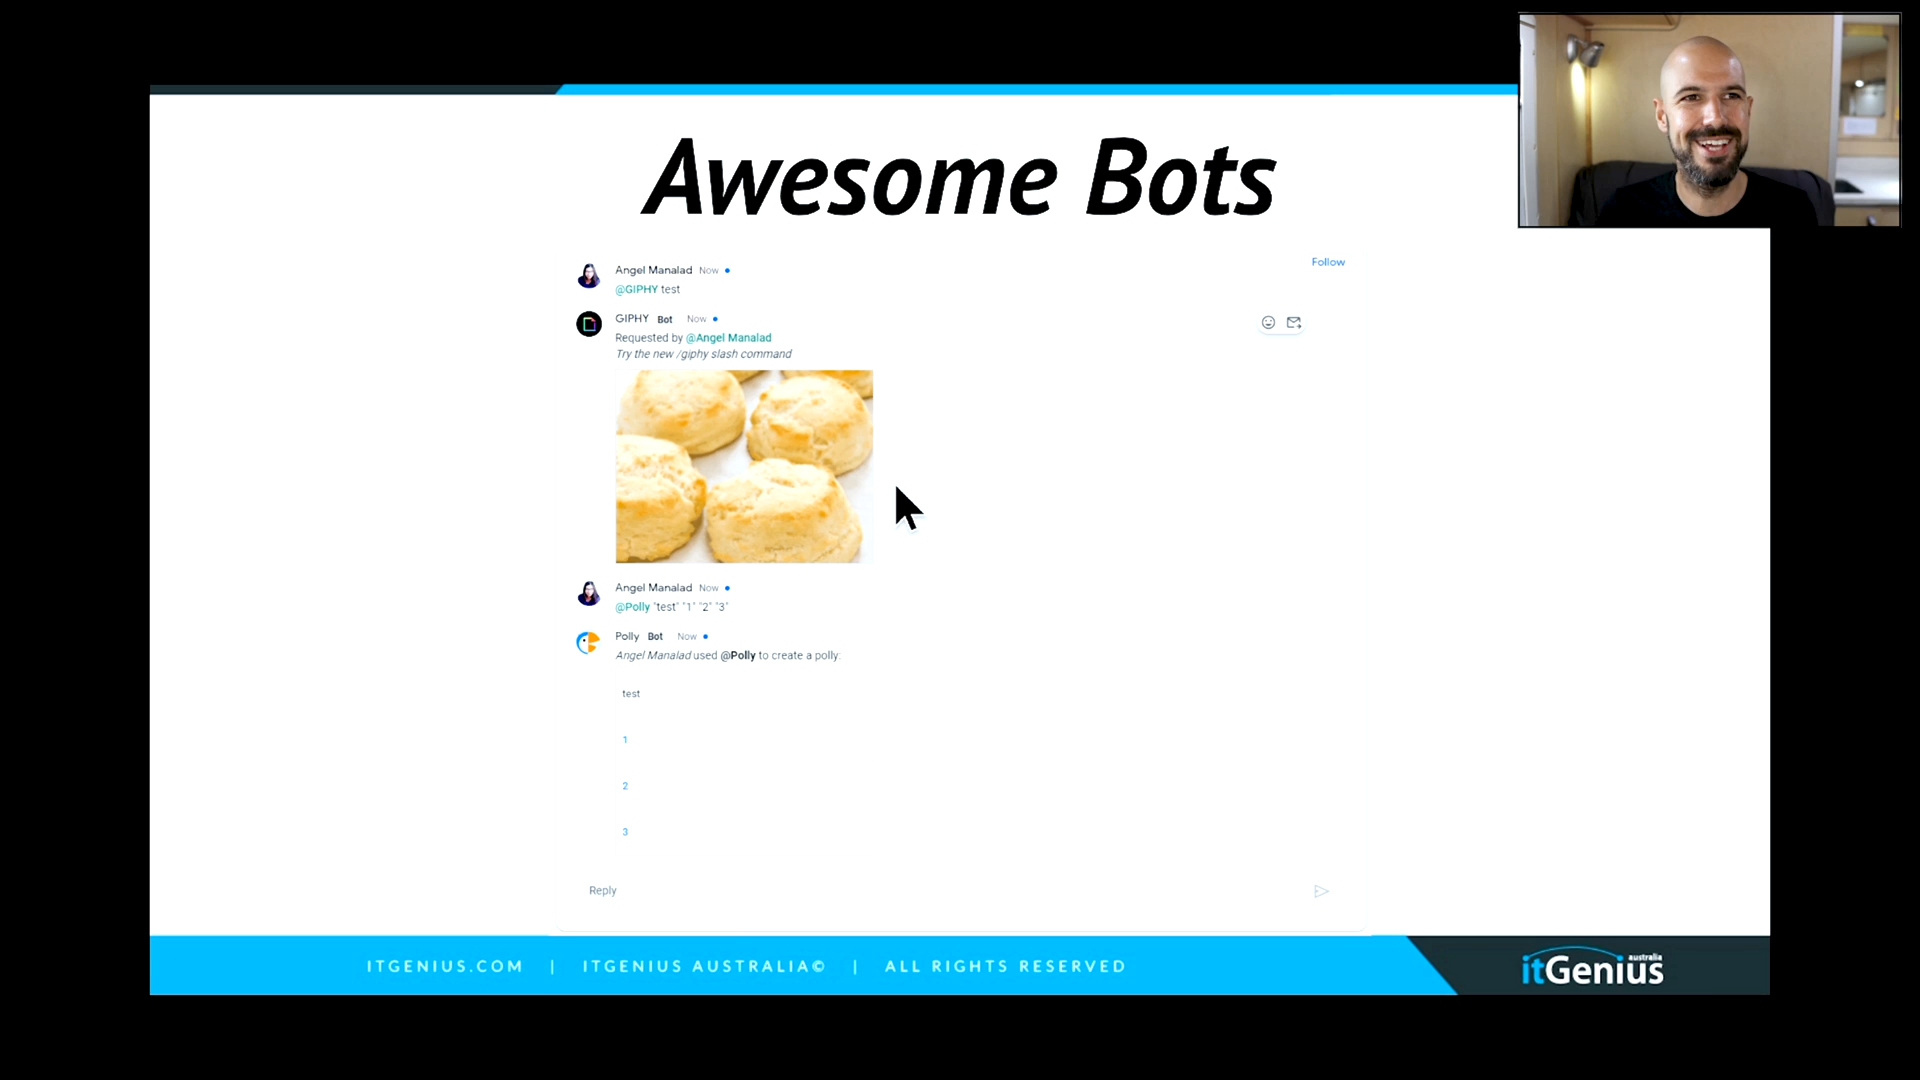 Awesome Bots
Angel Manalad Now
Follow
@GIPHY test
GIPHY Bot Now
Requested by @Angel Manalad
Try the new /giphy slash command
Angel Manalad Now
@Polly "test" "1" "2" "3"
Polly Bot Now
Angel Manalad used @Polly to create a polly:
test
1
2
3
Reply
ITGENIUS.COM | ITGENIUS AUSTRALIA© | ALL RIGHTS RESERVED
australia
itGenius